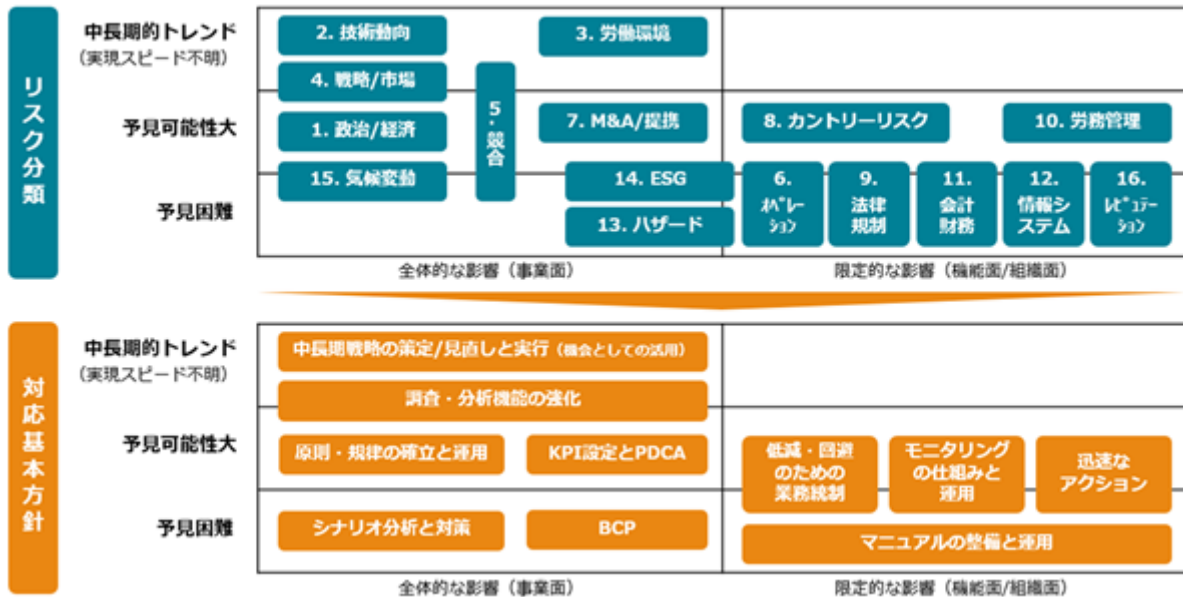 リスク分類
中長期的トレンド
(実現スピード不明)
予見可能性大
予見困難
2. 技術動向
3. 労働環境
4. 戦略/市場
5.競合
1. 政治/経済
7. M&A/提携
8. カントリーリスク
10. 労務管理
15. 気候変動
14. ESG
13. ハザード
6.
ｵﾍﾟﾚｰ
ｼｮﾝ
9.
法律
規制
11.
会計
財務
12.
情報シ
ステム
16.
ﾚﾋﾟｭﾃｰ
ｼｮﾝ
全体的な影響（事業面）
限定的な影響（機能面/組織面）
対応基本方針
中長期的トレンド
(実現スピード不明)
予見可能性大
予見困難
中長期戦略の策定/見直しと実行（機会としての活用）
調査・分析機能の強化
原則・規律の確立と運用
KPI設定とPDCA
低減・回避
のための
業務統制
モニタリング
の仕組みと
運用
迅速な
アクション
シナリオ分析と対策
BCP
マニュアルの整備と運用
全体的な影響（事業面）
限定的な影響（機能面/組織面）